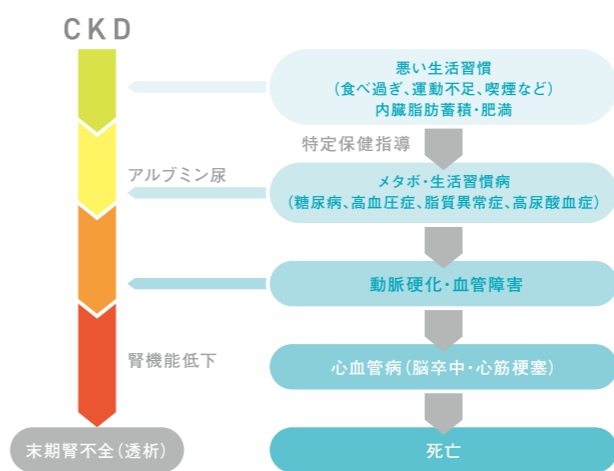 CKD
悪い生活習慣
(食べ過ぎ、運動不足、喫煙など)
内臓脂肪蓄積・肥満
特定保健指導
アルブミン尿
メタボ・生活習慣病
(糖尿病、高血圧症、脂質異常症、高尿酸血症)
動脈硬化・血管障害
腎機能低下
心血管病(脳卒中・心筋梗塞)
末期腎不全(透析)
死亡